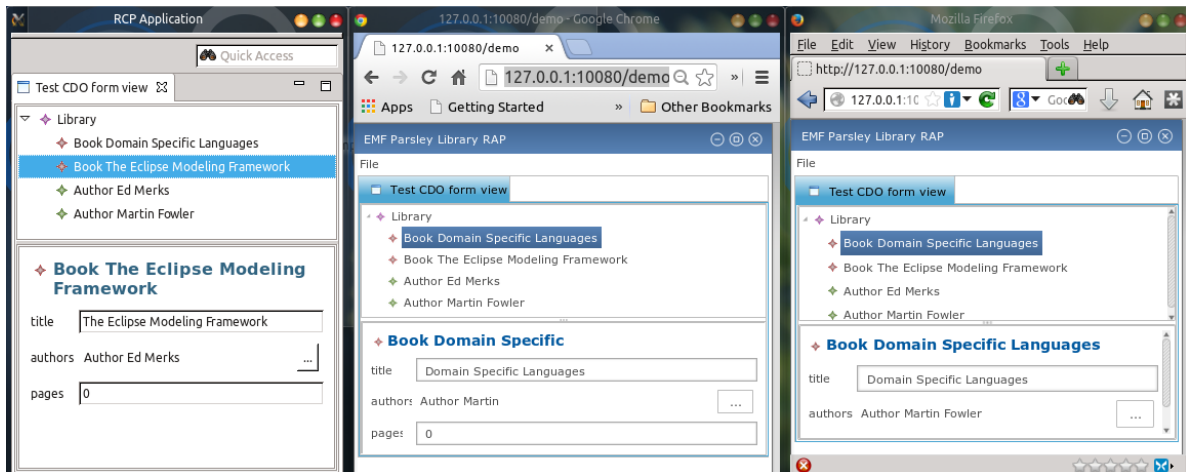 RCP Application
Quick Access
Test CDO form view
Library
Book Domain Specific Languages
Book The Eclipse Modeling Framework
Author Ed Merks
Author Martin Fowler
Book The Eclipse Modeling
Framework
title The Eclipse Modeling Framework
authors Author Ed Merks ...
pages 0
127.0.0.1:10080/demo - Google Chrome
127.0.0.1:10080/demo x
127.0.0.1:10080/demo »
Apps Getting Started » Other Bookmarks
EMF Parsley Library RAP
File
Test CDO form view
Library
Book Domain Specific Languages
Book The Eclipse Modeling Framework
Author Ed Merks
Author Martin Fowler
Book Domain Specific
title Domain Specific Languages
authors Author Martin ...
pages 0
Mozilla Firefox
File Edit View History Bookmarks Tools Help
http://127.0.0.1:10080/demo
127.0.0.1:1( 8 Goo
EMF Parsley Library RAP
File
Test CDO form view
Library
Book Domain Specific Languages
Book The Eclipse Modeling Framework
Author Ed Merks
Author Martin Fowler
Book Domain Specific Languages
title Domain Specific Languages
authors Author Martin Fowler ...